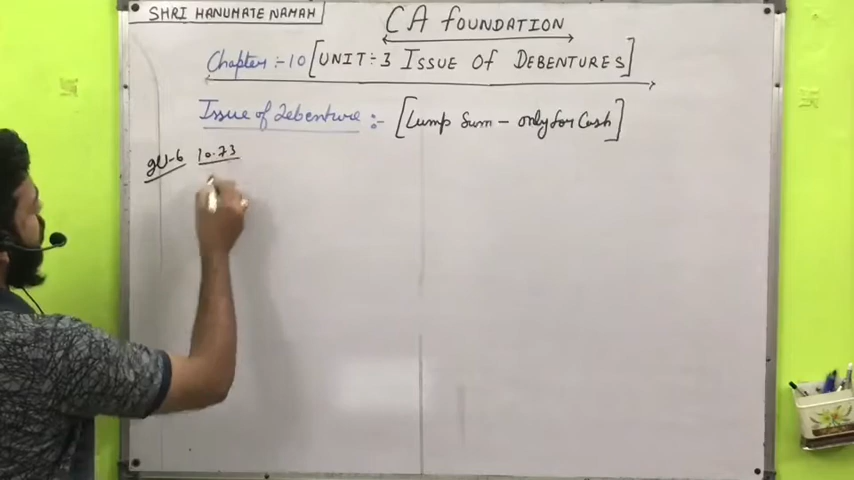 SHRI HANUMATE NAMAH
CA FOUNDATION
Chapter :- 10 [UNIT :- 3 ISSUE OF DEBENTURES]
Issue of Debenture :- [Lump Sum - only for Cash]
ILL-6 10.73